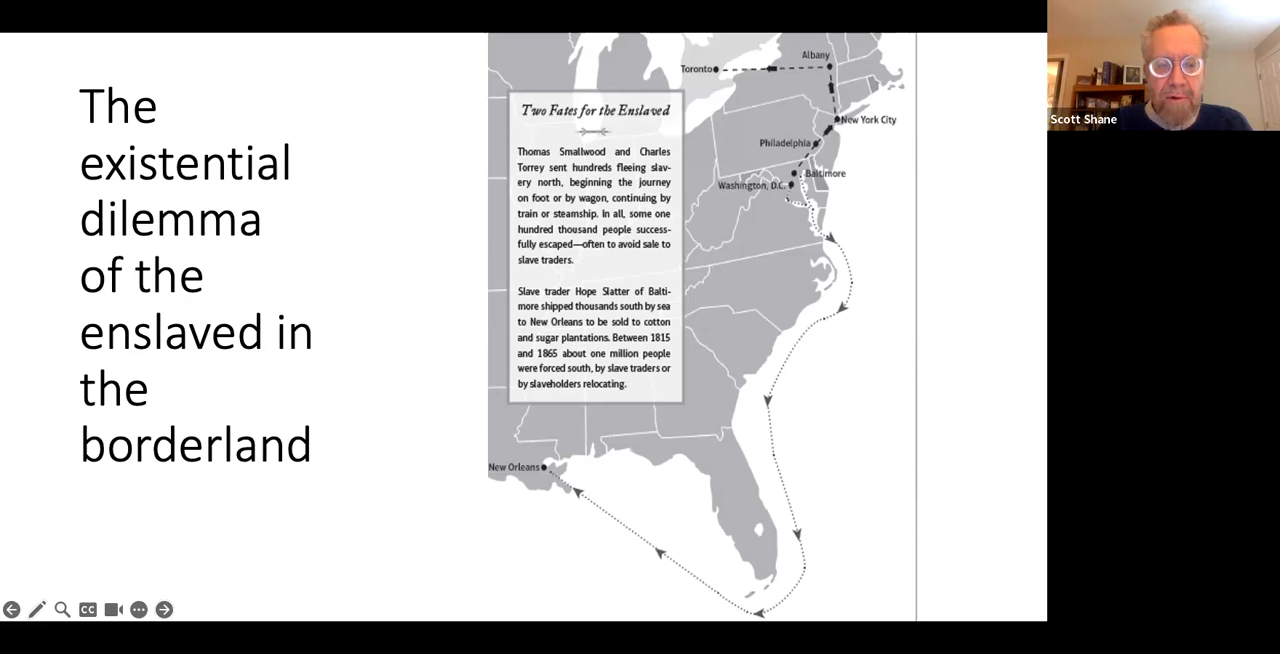 The
existential
dilemma
of the
enslaved in
the
borderland
Two Fates for the Enslaved
Thomas Smallwood and Charles
Torrey sent hundreds fleeing slav-
ery north, beginning the journey
on foot or by wagon, continuing by
train or steamship. In all, some one
hundred thousand people success-
fully escaped—often to avoid sale to
slave traders.
Slave trader Hope Slatter of Balti-
more shipped thousands south by sea
to New Orleans to be sold to cotton
and sugar plantations. Between 1815
and 1865 about one million people
were forced south, by slave traders or
by slaveholders relocating.
Albany
Toronto
New York City
Philadelphia
Baltimore
Washington, D.C.
New Orleans
Scott Shane
CC